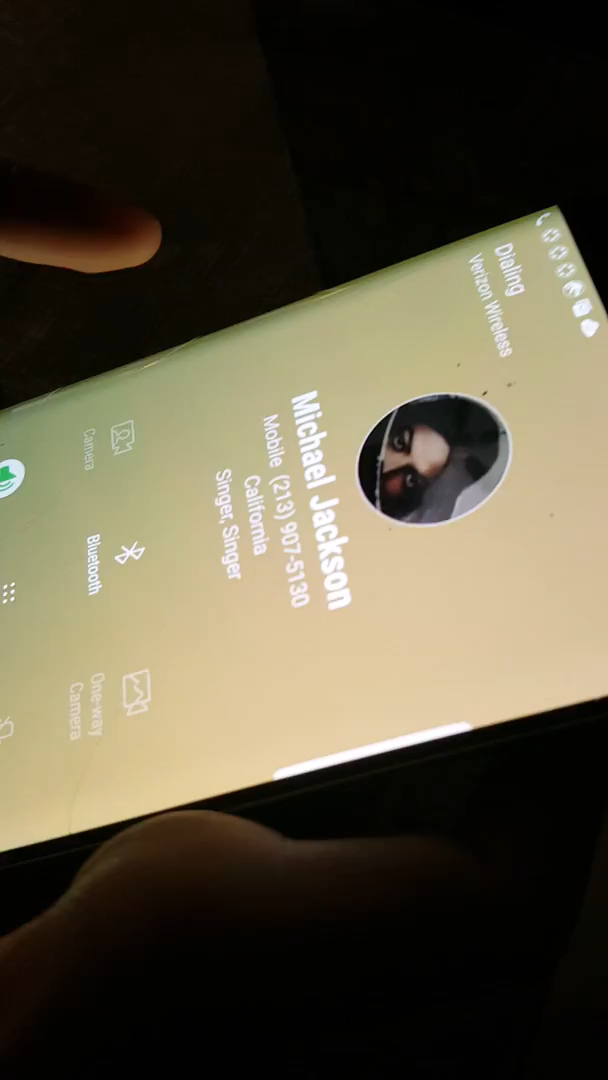 Dialing
Verizon Wireless
Michael Jackson
Mobile (213) 907-5130
California
Singer, Singer
Camera
Bluetooth
One-way
Camera